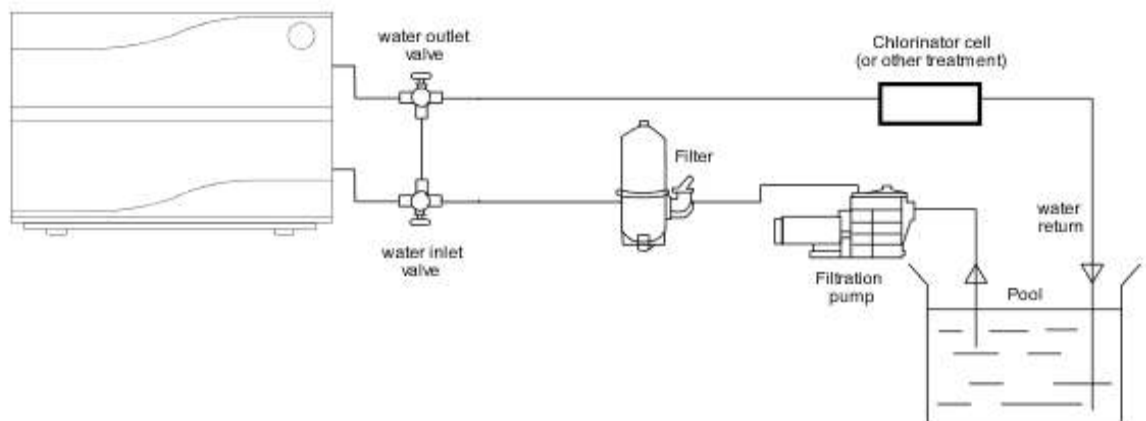 water outlet
valve
Chlorinator cell
(or other treatment)
Filter
water
return
water inlet
valve
Filtration
pump
Pool